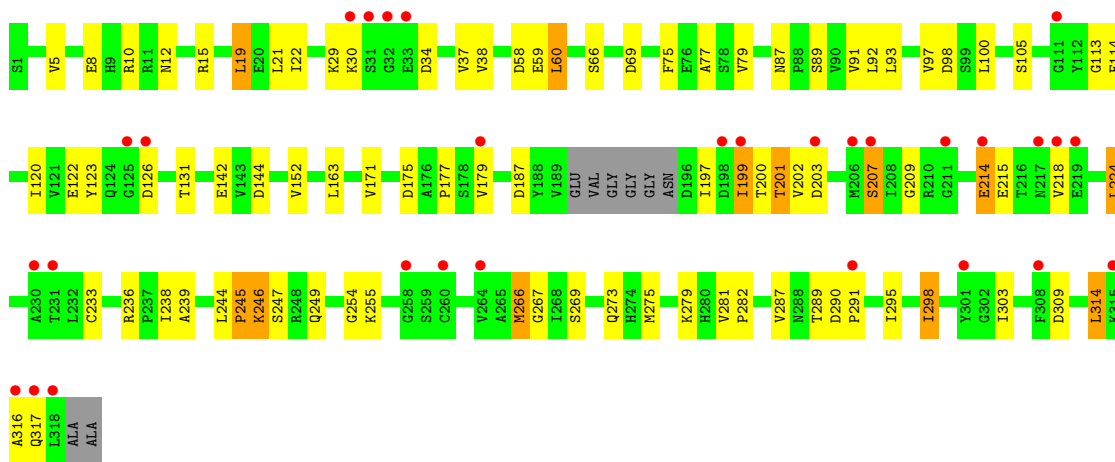 S1 V5 E8 H9 R10 R11 N12 R15 L19 E20 L21 I22 K29 K30 S31 G32 E33 D34 V37 V38 D58 E59 L60 S66 D69 F75 E76 A77 S78 V79 N87 P88 S89 V90 V91 L92 L93 V97 D98 S99 L100 S105 G111 Y112 G113
I120 V121 E122 Y123 Q124 G125 D126 T131 E142 V143 D144 V152 L163 V171 D175 A176 P177 S178 V179 D187 Y188 V189 GLU VAL GLY GLY GLY ASN D196 I197 D198 I199 T200 T201 V202 D203 M206 S207 I208 G209 R210 G211 E214 E215 T216 N217 V218 E219
A230 T231 L232 C233 R236 P237 I238 A239 L244 P245 K246 S247 R248 Q249 G254 K255 G258 S259 C260 V264 A265 M266 G267 I268 S269 Q273 H274 M275 K279 H280 V281 P282 V287 N288 T289 D290 P291 I295 I298 Y301 G302 I303 F308 D309 L314 K315
A316 Q317 L318 ALA ALA